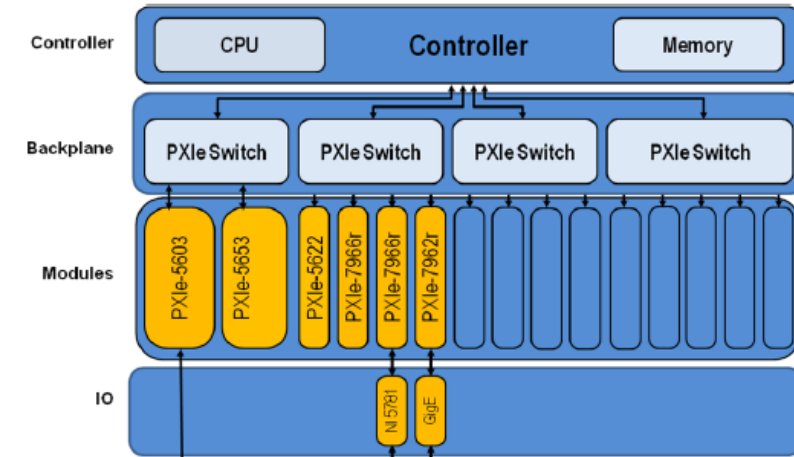 Controller
CPU
Controller
Memory
Backplane
PXIe Switch
PXIe Switch
PXIe Switch
PXIe Switch
Modules
PXIe-5603
PXIe-5653
PXIe-5622
PXIe-7966r
PXIe-7966r
PXIe-7962r
IO
NI 5781
GigE